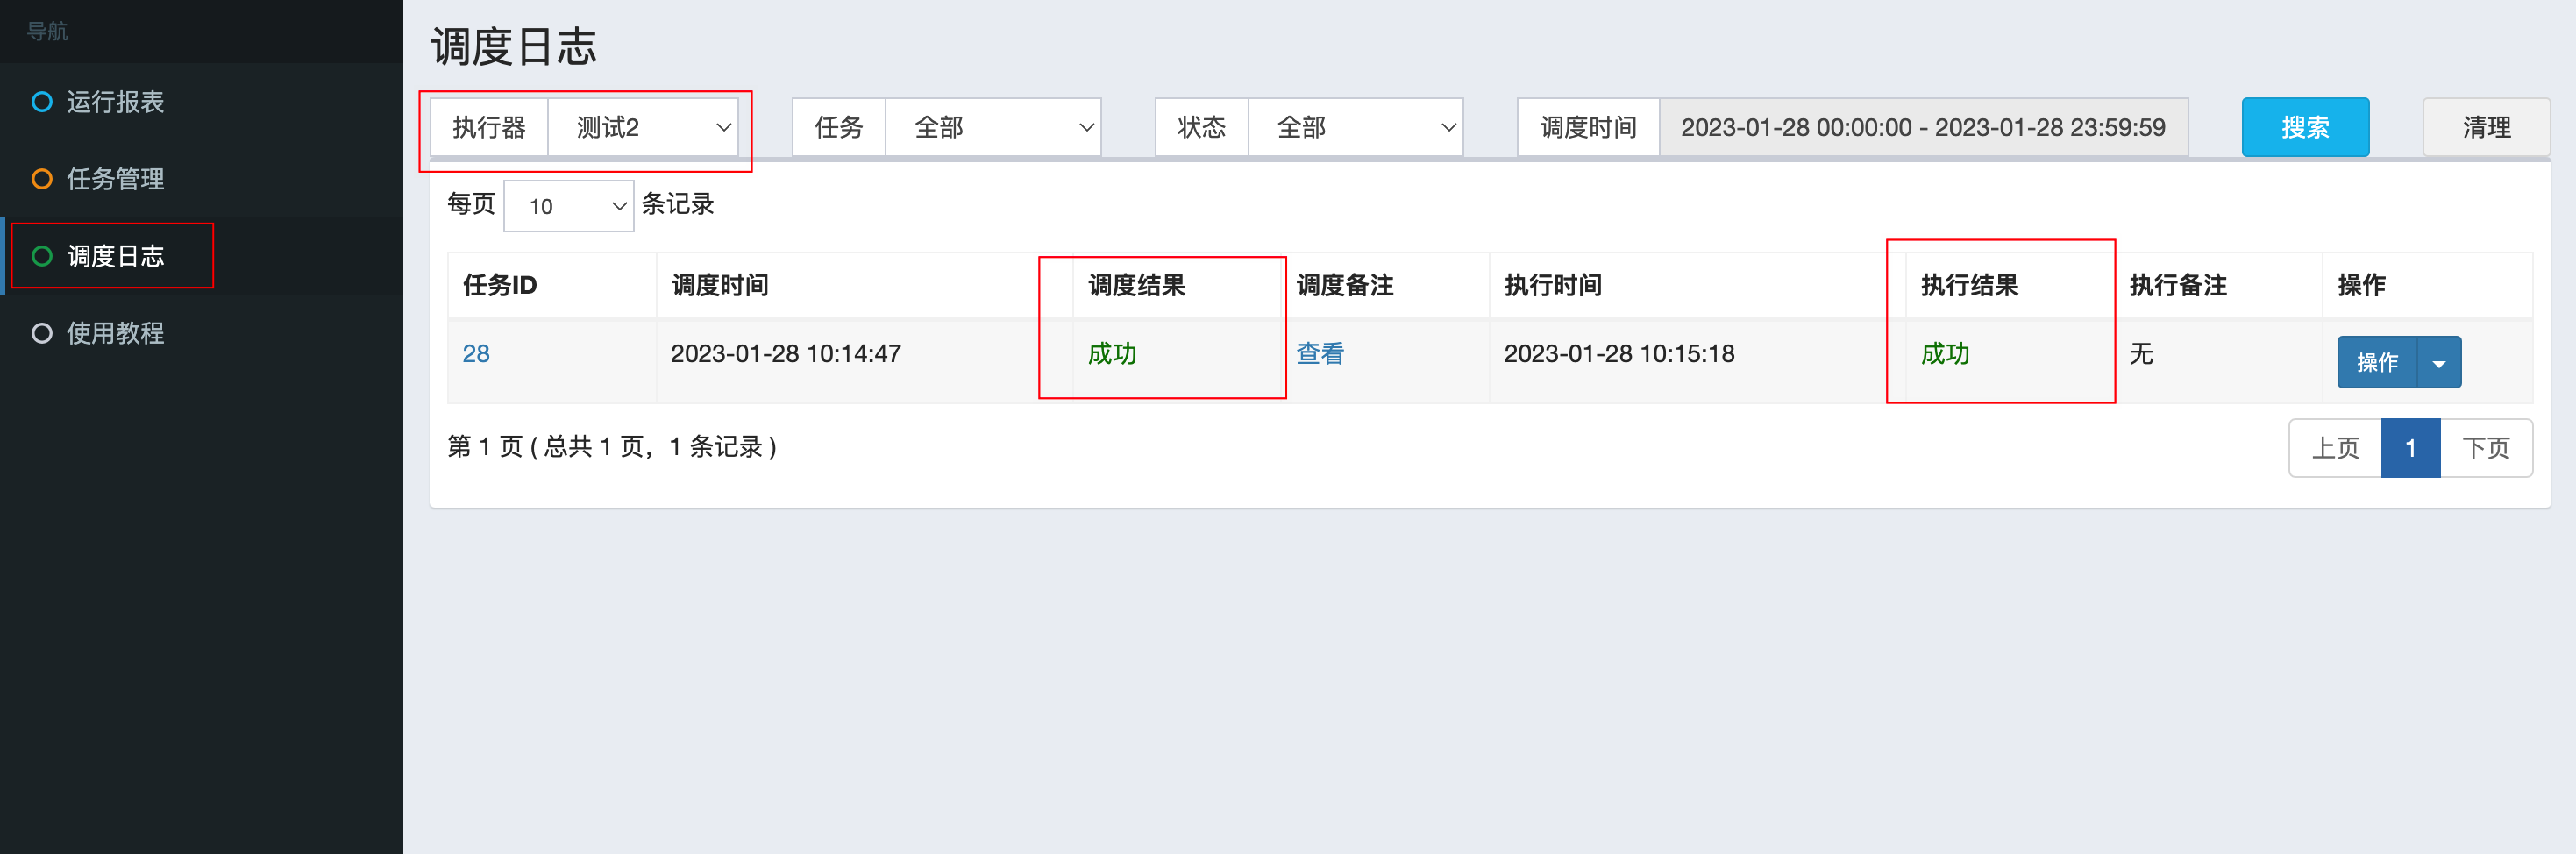 导航
运行报表
任务管理
调度日志
使用教程
调度日志
执行器 测试2 任务 全部 状态 全部 调度时间 2023-01-28 00:00:00 - 2023-01-28 23:59:59 搜索 清理
每页 10 条记录
任务ID 调度时间 调度结果 调度备注 执行时间 执行结果 执行备注 操作
28 2023-01-28 10:14:47 成功 查看 2023-01-28 10:15:18 成功 无 操作
第 1 页 ( 总共 1 页，1 条记录 ) 上页 1 下页